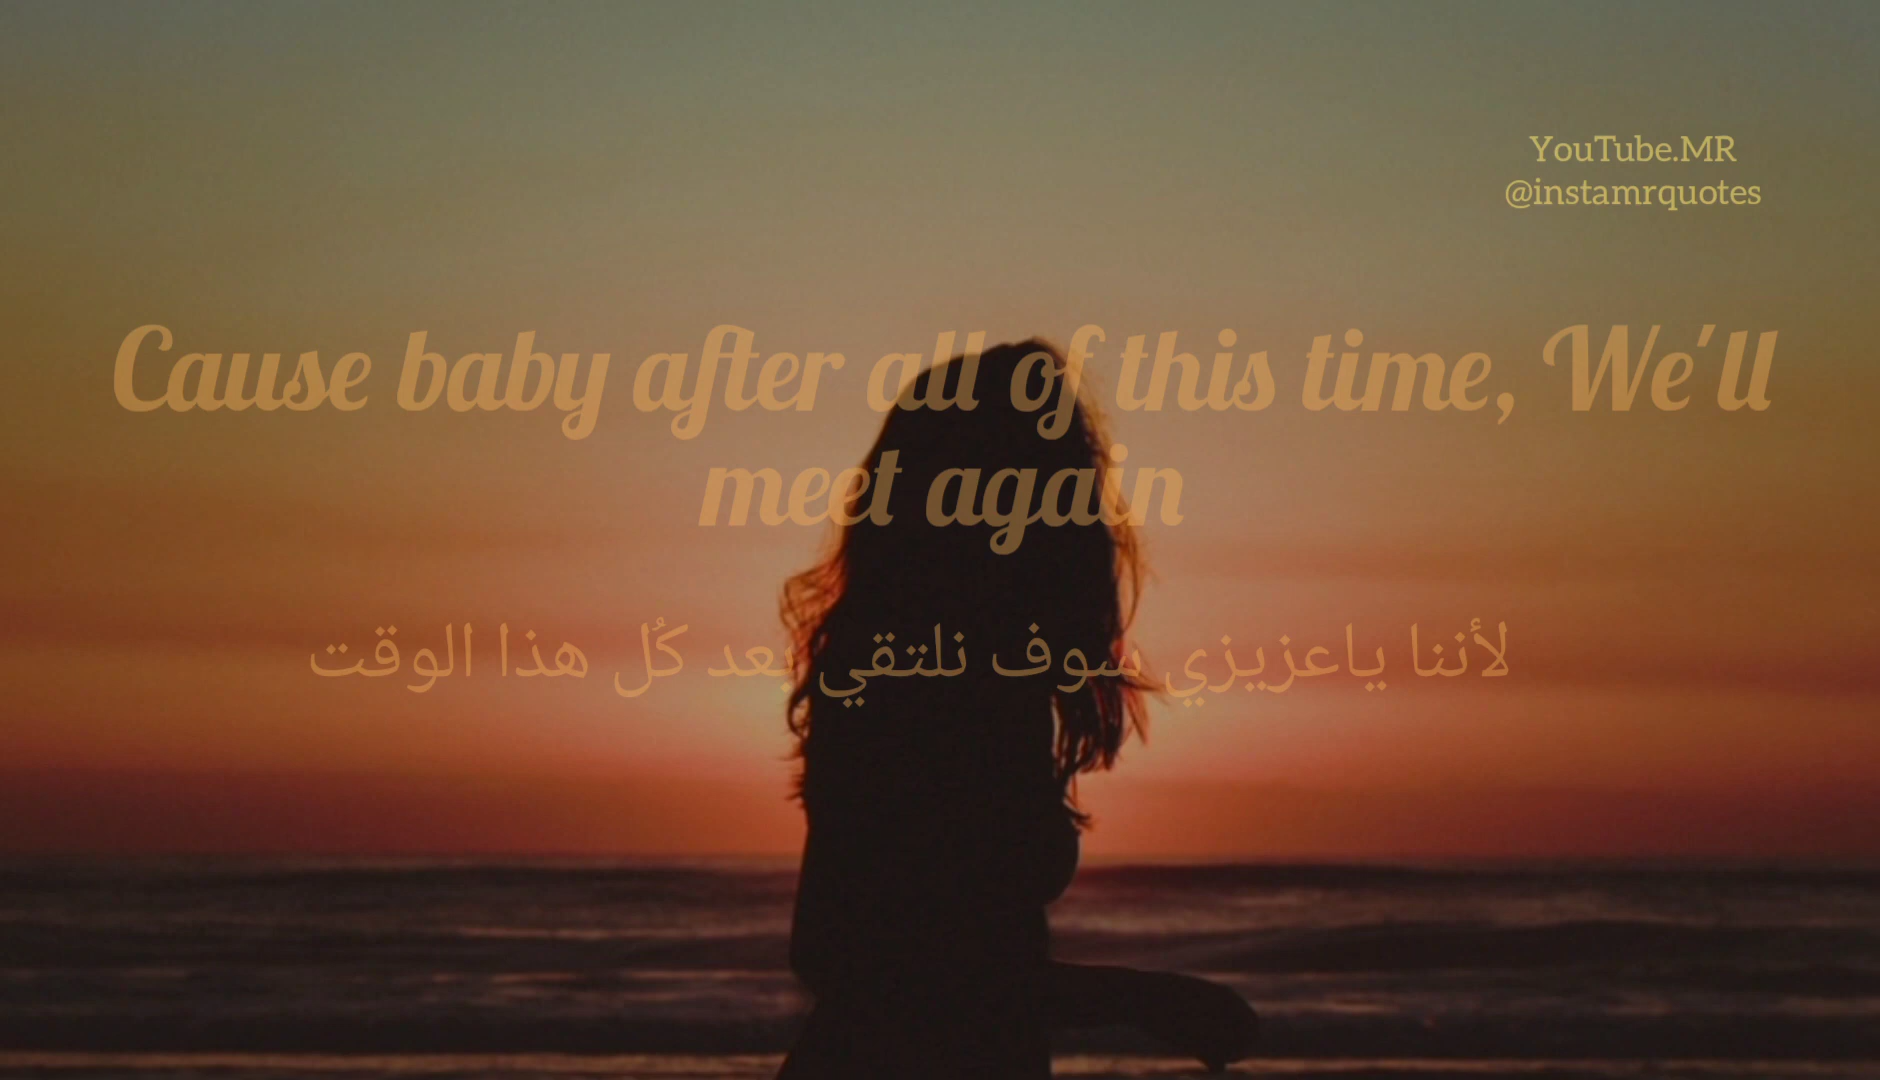 YouTube.MR
@instamrquotes
Cause baby after all of this time, We'll
meet again
لأننا ياعزيزي سوف نلتقي بعد كُل هذا الوقت